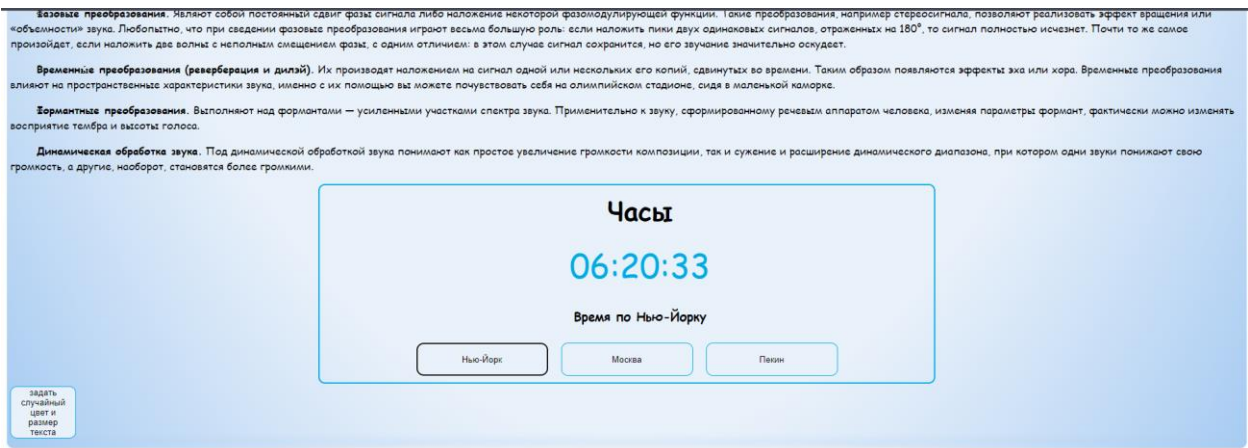 Фазовые преобразования. Являют собой постоянный сдвиг фазы сигнала либо наложение некоторой фазомодулирующей функции. Такие преобразования, например стереосигнала, позволяют реализовать эффект вращения или
«объемности» звука. Любопытно, что при сведении фазовые преобразования играют весьма большую роль: если наложить пики двух одинаковых сигналов, отраженных на 180°, то сигнал полностью исчезнет. Почти то же самое
произойдет, если наложить две волны с неполным смещением фазы, с одним отличием: в этом случае сигнал сохранится, но его звучание значительно оскудеет.
Временные преобразования (реверберация и дилэй). Их производят наложением на сигнал одной или нескольких его копий, сдвинутых во времени. Таким образом появляются эффекты эха или хора. Временные преобразования
влияют на пространственные характеристики звука, именно с их помощью вы можете почувствовать себя на олимпийском стадионе, сидя в маленькой каморке.
Формантные преобразования. Выполняют над формантами — усиленными участками спектра звука. Применительно к звуку, сформированному речевым аппаратом человека, изменяя параметры формант, фактически можно изменять
восприятие тембра и высоты голоса.
Динамическая обработка звука. Под динамической обработкой звука понимают как простое увеличение громкости композиции, так и сужение и расширение динамического диапазона, при котором одни звуки понижают свою
громкость, а другие, наоборот, становятся более громкими.
Часы
06:20:33
Время по Нью-Йорку
Нью-Йорк Москва Пекин
задать
случайный
цвет и
размер
текста